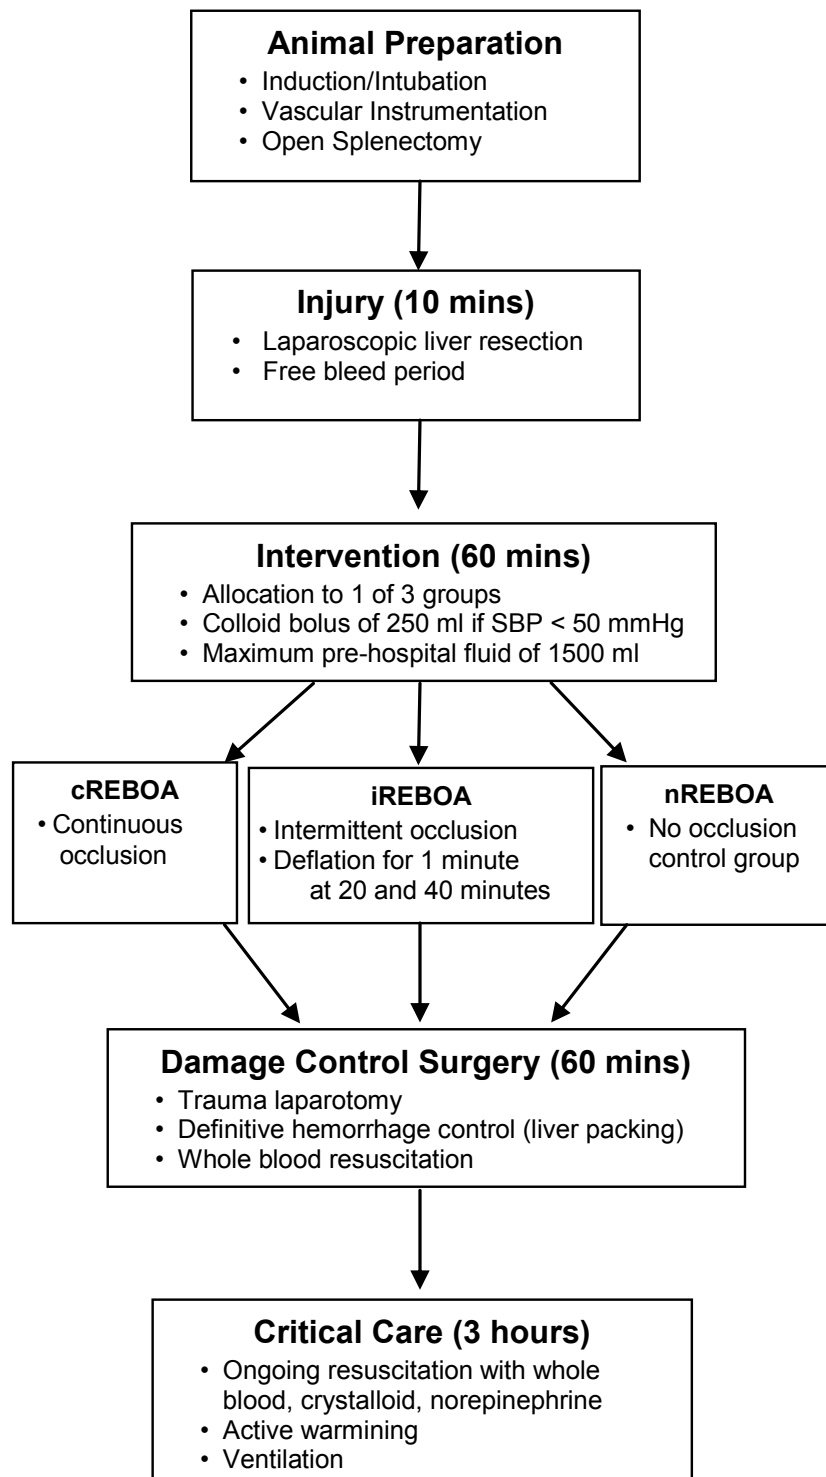 Animal Preparation
• Induction/Intubation
• Vascular Instrumentation
• Open Splenectomy
Injury (10 mins)
• Laparoscopic liver resection
• Free bleed period
Intervention (60 mins)
• Allocation to 1 of 3 groups
• Colloid bolus of 250 ml if SBP < 50 mmHg
• Maximum pre-hospital fluid of 1500 ml
cREBOA
• Continuous
occlusion
iREBOA
• Intermittent occlusion
• Deflation for 1 minute
at 20 and 40 minutes
nREBOA
• No occlusion
control group
Damage Control Surgery (60 mins)
• Trauma laparotomy
• Definitive hemorrhage control (liver packing)
• Whole blood resuscitation
Critical Care (3 hours)
• Ongoing resuscitation with whole
blood, crystalloid, norepinephrine
• Active warmining
• Ventilation